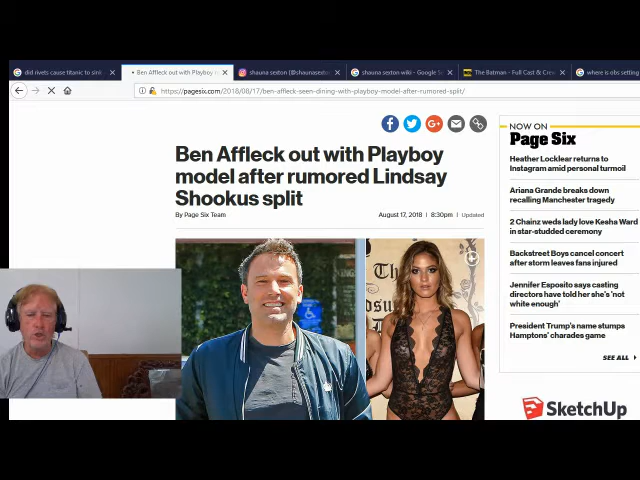 did rivets cause titanic to sink
Ben Affleck out with Playboy m
shauna sexton (@shaunasexton
shauna sexton wiki - Google Se
The Batman - Full Cast & Crew
where is obs setting
https://pagesix.com/2018/08/17/ben-affleck-seen-dining-with-playboy-model-after-rumored-split/
Ben Affleck out with Playboy
model after rumored Lindsay
Shookus split
By Page Six Team
August 17, 2018 | 8:30pm | Updated
NOW ON
Page Six
Heather Locklear returns to
Instagram amid personal turmoil
Ariana Grande breaks down
recalling Manchester tragedy
2 Chainz weds lady love Kesha Ward
in star-studded ceremony
Backstreet Boys cancel concert
after storm leaves fans injured
Jennifer Esposito says casting
directors have told her she's 'not
white enough'
President Trump's name stumps
Hamptons' charades game
SEE ALL
SketchUp